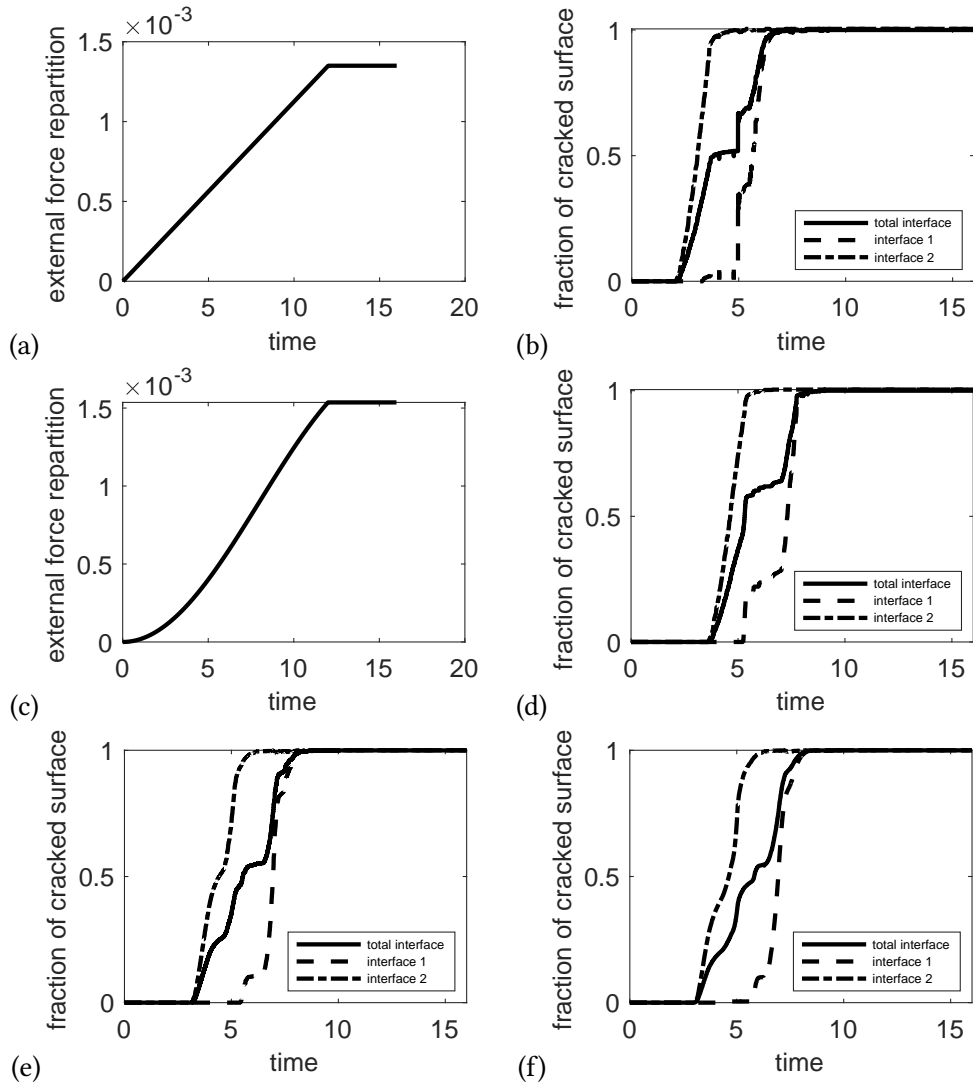 ×10⁻³
1.5
1
0.5
0
0 5 10 15 20
external force repartition
time
(a)
1
0.5
0
0 5 10 15
fraction of cracked surface
time
total interface
interface 1
interface 2
(b)
×10⁻³
1.5
1
0.5
0
0 5 10 15 20
external force repartition
time
(c)
1
0.5
0
0 5 10 15
fraction of cracked surface
time
total interface
interface 1
interface 2
(d)
1
0.5
0
0 5 10 15
fraction of cracked surface
time
total interface
interface 1
interface 2
(e)
1
0.5
0
0 5 10 15
fraction of cracked surface
time
total interface
interface 1
interface 2
(f)